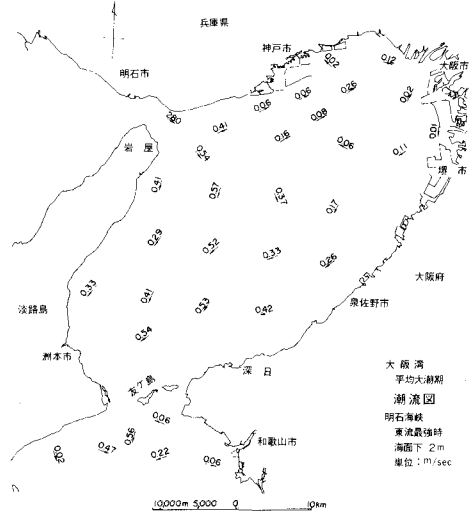 兵庫県
神戸市
大阪市
明石市
0.02
0.12
0.06
0.06
0.26
0.02
2.80
0.41
0.08
0.16
0.06
0.01
0.11
岩屋
0.54
堺市
0.41
0.57
0.37
0.17
0.29
0.52
0.33
0.26
大阪府
0.33
0.41
0.53
0.42
泉佐野市
淡路島
0.54
洲本市
深日
友ケ島
0.06
0.56
0.47
0.22
0.06
0.02
和歌山市
大阪湾
平均大潮期
潮流図
明石海峡
東流最強時
海面下 2m
単位:m/sec
10,000m 5,000 0 10km